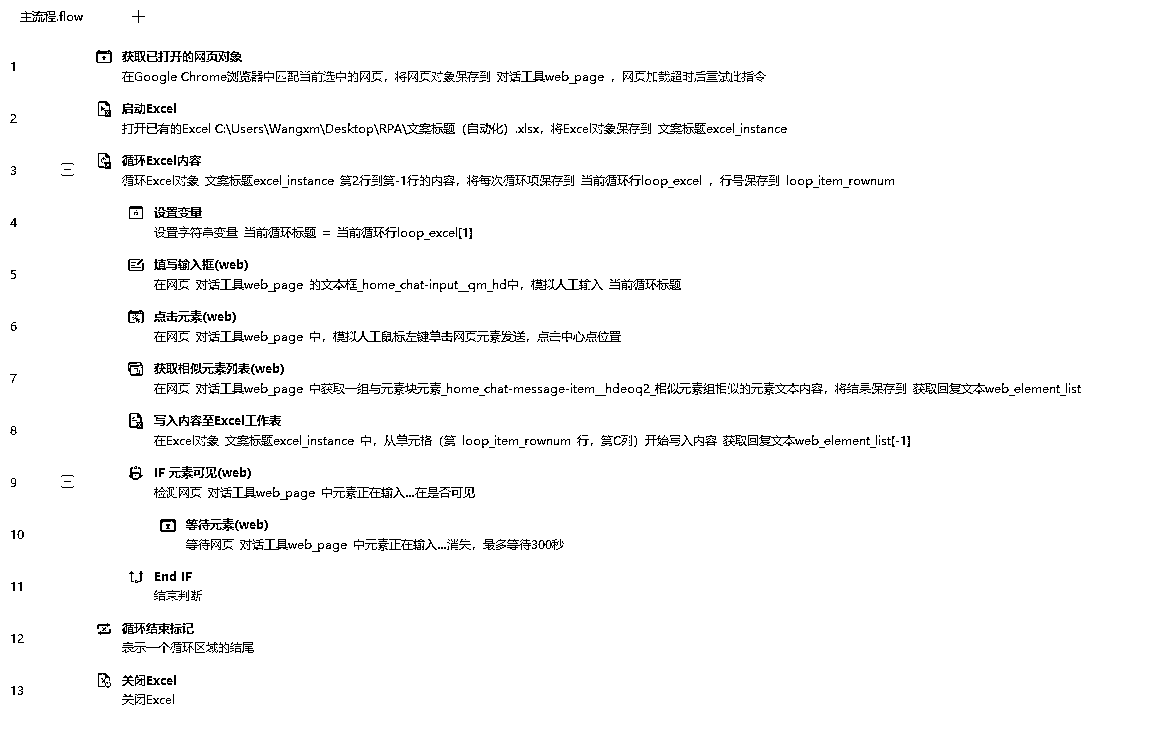 主流程.flow
1
获取已打开的网页对象
在Google Chrome浏览器中匹配当前选中的网页，将网页对象保存到 对话工具web_page ，网页加载超时后重试此指令
2
启动Excel
打开已有的Excel C:\Users\Wangxm\Desktop\RPA\文案标题（自动化）.xlsx，将Excel对象保存到 文案标题excel_instance
3
循环Excel内容
循环Excel对象 文案标题excel_instance 第2行到第-1行的内容，将每次循环项保存到 当前循环行loop_excel ，行号保存到 loop_item_rownum
4
设置变量
设置字符串变量 当前循环标题 = 当前循环行loop_excel[1]
5
填写输入框(web)
在网页 对话工具web_page 的文本框_home_chat-input__qm_hd中，模拟人工输入 当前循环标题
6
点击元素(web)
在网页 对话工具web_page 中，模拟人工鼠标左键单击网页元素发送，点击中心点位置
7
获取相似元素列表(web)
在网页 对话工具web_page 中获取一组与元素块元素_home_chat-message-item__hdeoq2_相似元素组相似的元素文本内容，将结果保存到 获取回复文本web_element_list
8
写入内容至Excel工作表
在Excel对象 文案标题excel_instance 中，从单元格（第 loop_item_rownum 行，第C列）开始写入内容 获取回复文本web_element_list[-1]
9
IF 元素可见(web)
检测网页 对话工具web_page 中元素正在输入...在是否可见
10
等待元素(web)
等待网页 对话工具web_page 中元素正在输入...消失，最多等待300秒
11
End IF
结束判断
12
循环结束标记
表示一个循环区域的结尾
13
关闭Excel
关闭Excel